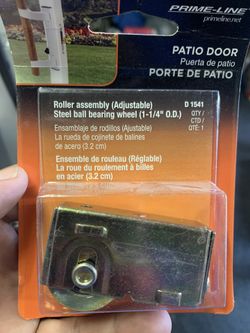 PRIME-LINE
primeline.net
PATIO DOOR
Puerta de patio
PORTE DE PATIO
Roller assembly (Adjustable)
Steel ball bearing wheel (1-1/4" O.D.)
D 1541
QTY /
CTD /
QTÉ: 1
Ensamblaje de rodillos (Ajustable)
La rueda de cojinete de balines
de acero (3.2 cm)
Ensemble de rouleau (Réglable)
La roue du roulement à billes
en acier (3.2 cm)